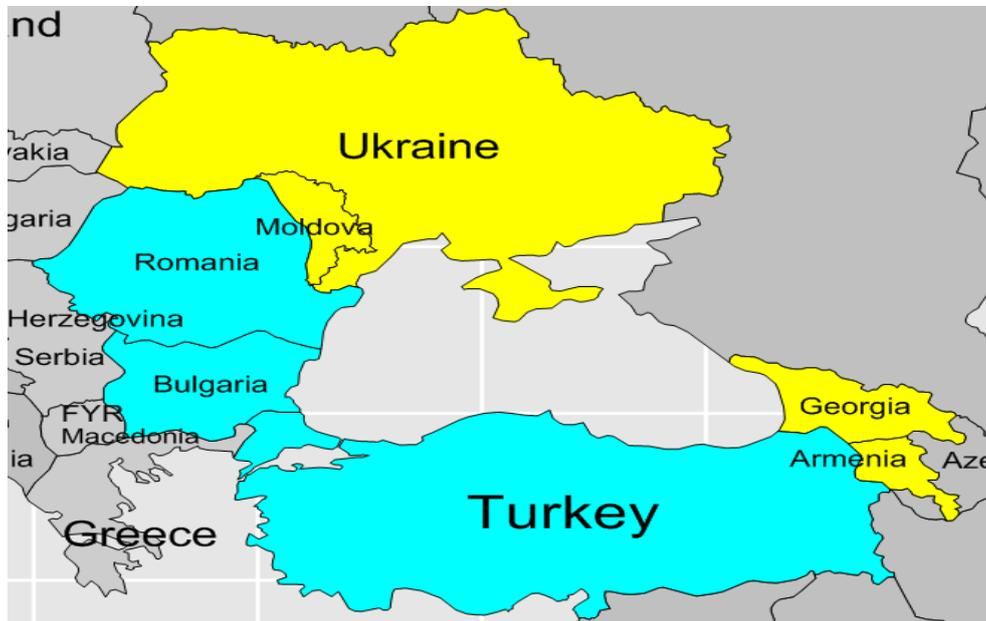 nd
Ukraine
vakia
garia
Moldova
Romania
Herzegovina
Serbia
Bulgaria
FYR
Macedonia
Georgia
ia
Armenia
Aze
Turkey
Greece